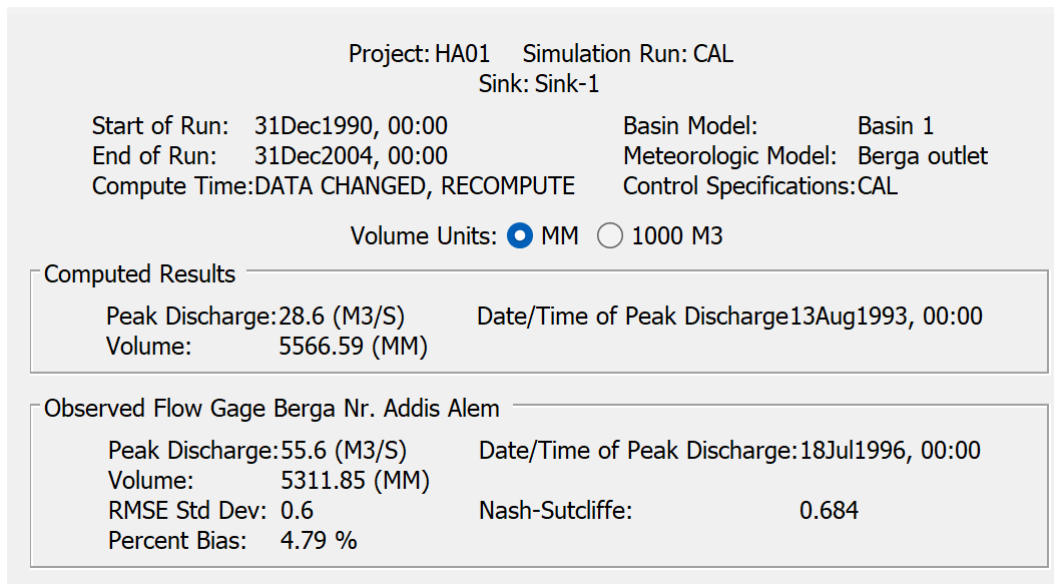 Project: HA01 Simulation Run: CAL
Sink: Sink-1
Start of Run: 31Dec1990, 00:00 Basin Model: Basin 1
End of Run: 31Dec2004, 00:00 Meteorologic Model: Berga outlet
Compute Time:DATA CHANGED, RECOMPUTE Control Specifications:CAL
Volume Units: MM 1000 M3
Computed Results
Peak Discharge:28.6 (M3/S) Date/Time of Peak Discharge13Aug1993, 00:00
Volume: 5566.59 (MM)
Observed Flow Gage Berga Nr. Addis Alem
Peak Discharge:55.6 (M3/S) Date/Time of Peak Discharge:18Jul1996, 00:00
Volume: 5311.85 (MM)
RMSE Std Dev: 0.6 Nash-Sutcliffe: 0.684
Percent Bias: 4.79 %